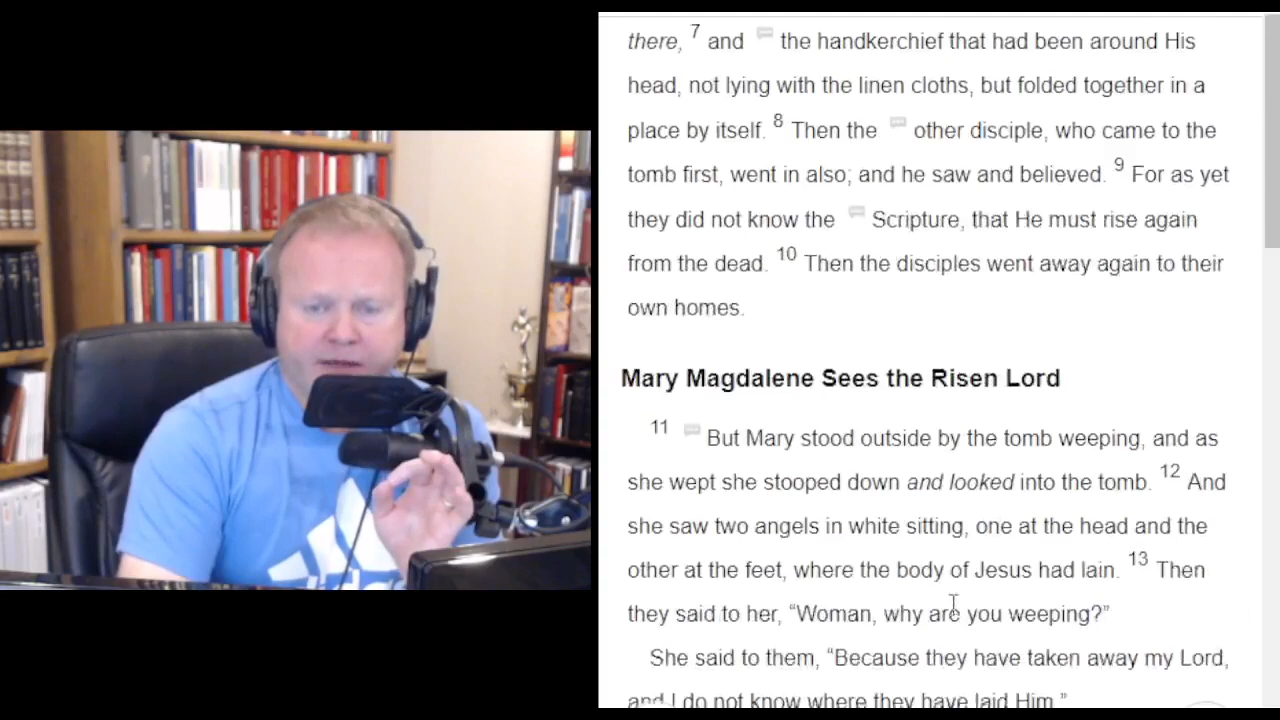 there, 7 and the handkerchief that had been around His
head, not lying with the linen cloths, but folded together in a
place by itself. 8 Then the other disciple, who came to the
tomb first, went in also; and he saw and believed. 9 For as yet
they did not know the Scripture, that He must rise again
from the dead. 10 Then the disciples went away again to their
own homes.
Mary Magdalene Sees the Risen Lord
11 But Mary stood outside by the tomb weeping, and as
she wept she stooped down and looked into the tomb. 12 And
she saw two angels in white sitting, one at the head and the
other at the feet, where the body of Jesus had lain. 13 Then
they said to her, “Woman, why are you weeping?”
She said to them, “Because they have taken away my Lord,
and I do not know where they have laid Him.”